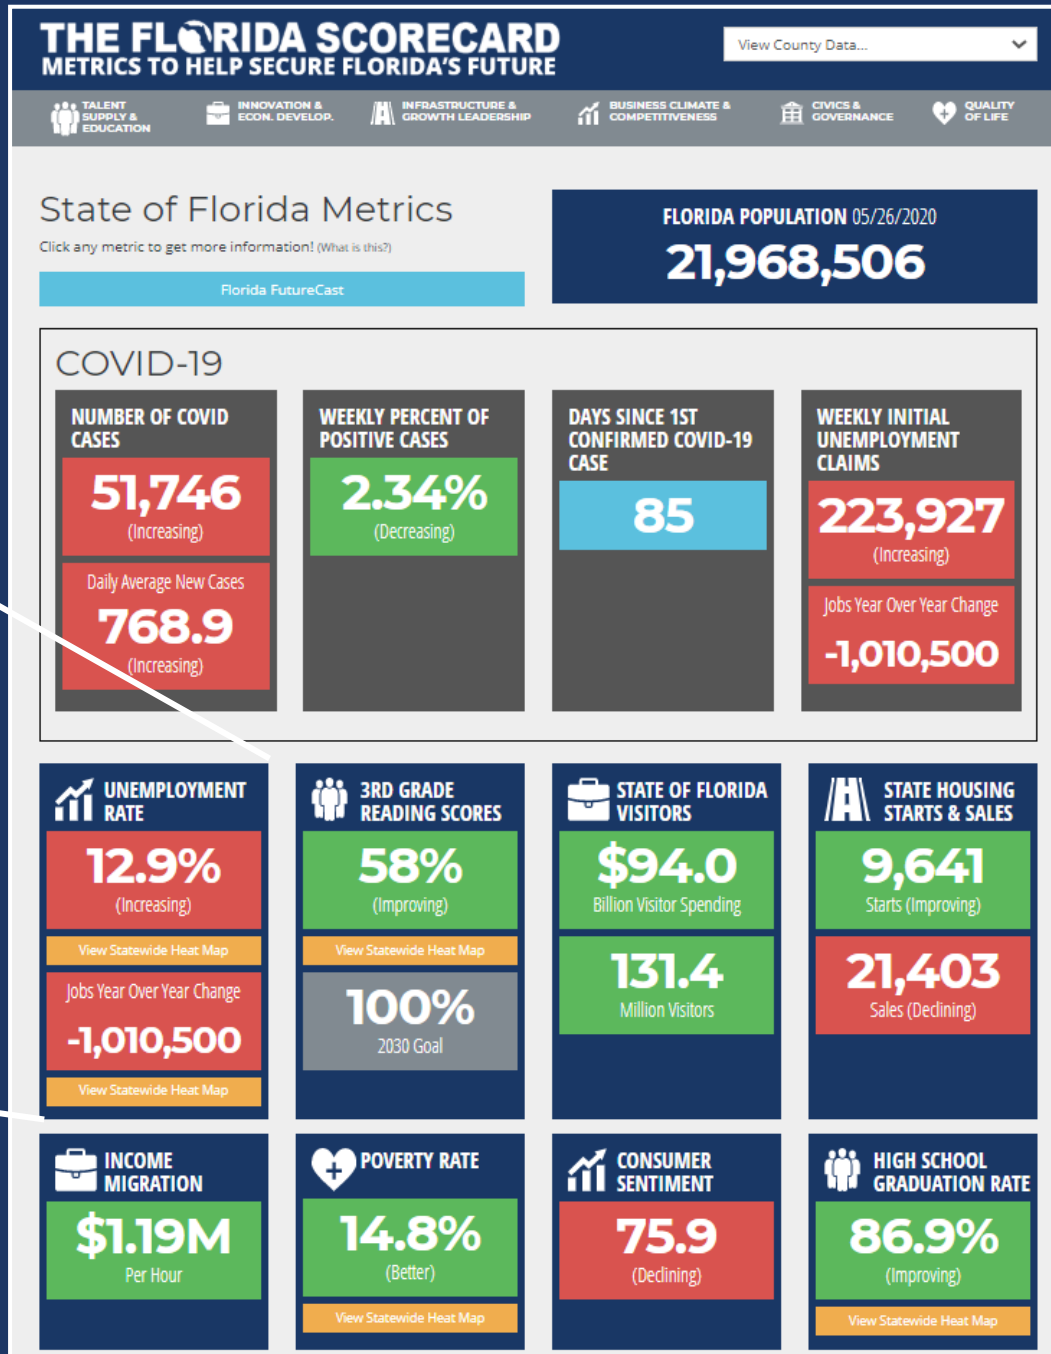 THE FLORIDA SCORECARD
METRICS TO HELP SECURE FLORIDA'S FUTURE
View County Data...
TALENT
SUPPLY &
EDUCATION
INNOVATION &
ECON. DEVELOP.
INFRASTRUCTURE &
GROWTH LEADERSHIP
BUSINESS CLIMATE &
COMPETITIVENESS
CIVICS &
GOVERNANCE
QUALITY
OF LIFE
State of Florida Metrics
Click any metric to get more information! (What is this?)
Florida FutureCast
FLORIDA POPULATION 05/26/2020
21,968,506
COVID-19
NUMBER OF COVID
CASES
51,746
(Increasing)
Daily Average New Cases
768.9
(Increasing)
WEEKLY PERCENT OF
POSITIVE CASES
2.34%
(Decreasing)
DAYS SINCE 1ST
CONFIRMED COVID-19
CASE
85
WEEKLY INITIAL
UNEMPLOYMENT
CLAIMS
223,927
(Increasing)
Jobs Year Over Year Change
-1,010,500
UNEMPLOYMENT
RATE
12.9%
(Increasing)
View Statewide Heat Map
Jobs Year Over Year Change
-1,010,500
View Statewide Heat Map
3RD GRADE
READING SCORES
58%
(Improving)
View Statewide Heat Map
100%
2030 Goal
STATE OF FLORIDA
VISITORS
$94.0
Billion Visitor Spending
131.4
Million Visitors
STATE HOUSING
STARTS & SALES
9,641
Starts (Improving)
21,403
Sales (Declining)
INCOME
MIGRATION
$1.19M
Per Hour
POVERTY RATE
14.8%
(Better)
View Statewide Heat Map
CONSUMER
SENTIMENT
75.9
(Declining)
HIGH SCHOOL
GRADUATION RATE
86.9%
(Improving)
View Statewide Heat Map